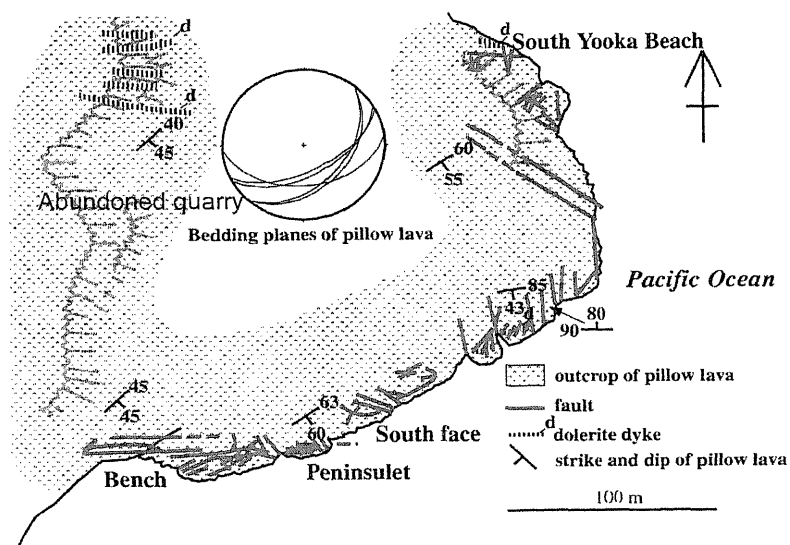 d
South Yooka Beach
d
d
40
45
60
55
Abundoned quarry
Bedding planes of pillow lava
Pacific Ocean
85
43
d
80
90
45
45
63
60
South face
Peninsulet
Bench
outcrop of pillow lava
fault
d
dolerite dyke
strike and dip of pillow lava
100 m